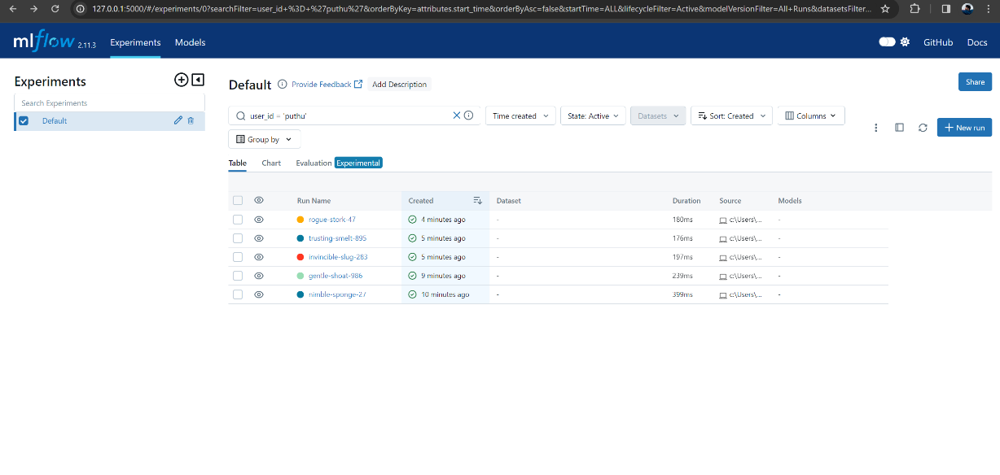 127.0.0.1:5000/#/experiments/0?searchFilter=user_id+%3D+%27puthu%27&orderByKey=attributes.start_time&orderByAsc=false&startTime=ALL&lifecycleFilter=Active&modelVersionFilter=All+Runs&datasetsFilter...
mlflow 2.11.3 Experiments Models GitHub Docs
Experiments
Search Experiments
Default
Default Provide Feedback Add Description Share
user_id = 'puthu' Time created State: Active Datasets Sort: Created Columns
New run
Group by
Table Chart Evaluation Experimental
Run Name Created Dataset Duration Source Models
rogue-stork-47 4 minutes ago - 180ms c:\Users\... -
trusting-smelt-895 5 minutes ago - 176ms c:\Users\... -
invincible-slug-283 5 minutes ago - 197ms c:\Users\... -
gentle-shoat-986 9 minutes ago - 239ms c:\Users\... -
nimble-sponge-27 10 minutes ago - 399ms c:\Users\... -